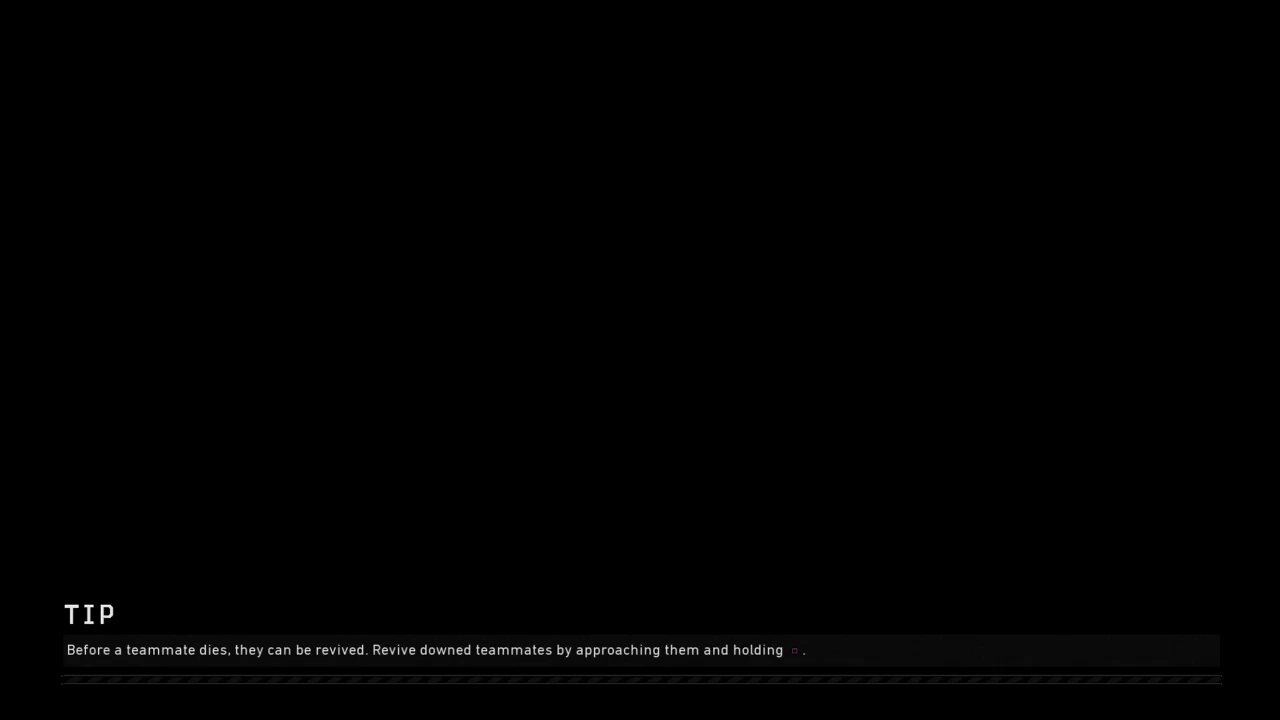 TIP
Before a teammate dies, they can be revived. Revive downed teammates by approaching them and holding □ .